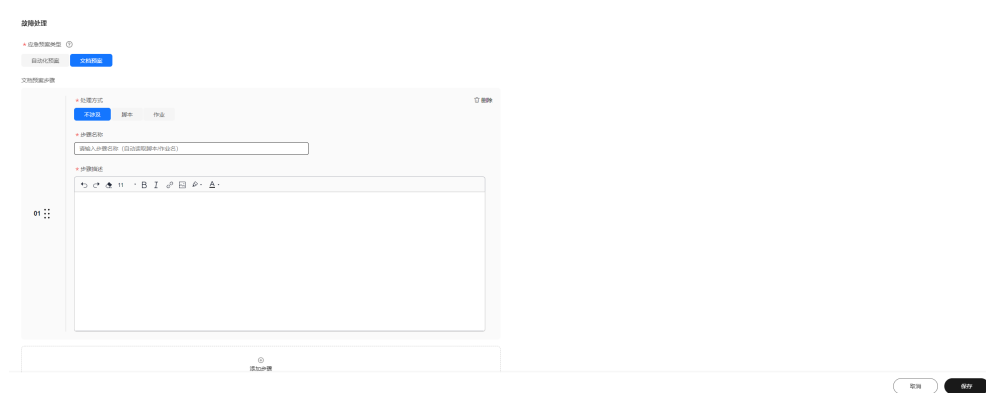 故障处理
* 应急预案类型 ?
自动化预案 文档预案
文档预案步骤
* 处理方式 删除
不涉及 脚本 作业
* 步骤名称
请输入步骤名称（自动读取脚本/作业名）
* 步骤描述
11 B I A
01
添加步骤
取消 保存